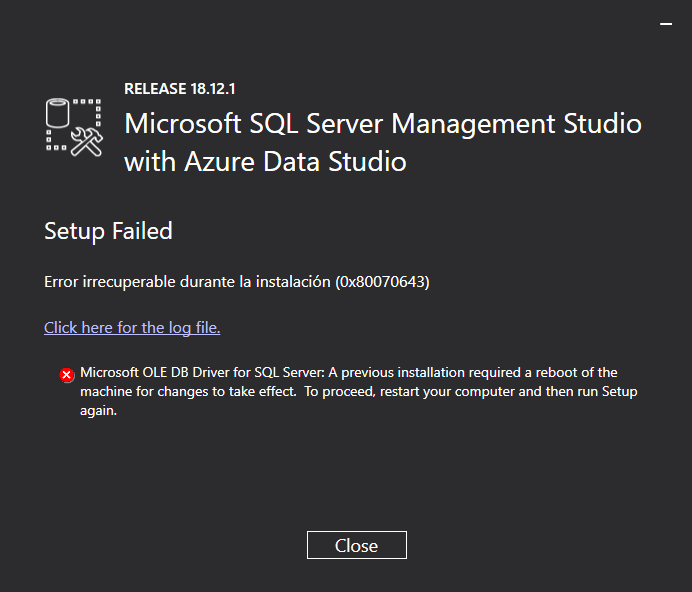 RELEASE 18.12.1
Microsoft SQL Server Management Studio
with Azure Data Studio
Setup Failed
Error irrecuperable durante la instalación (0x80070643)
Click here for the log file.
Microsoft OLE DB Driver for SQL Server: A previous installation required a reboot of the
machine for changes to take effect.  To proceed, restart your computer and then run Setup
again.
Close